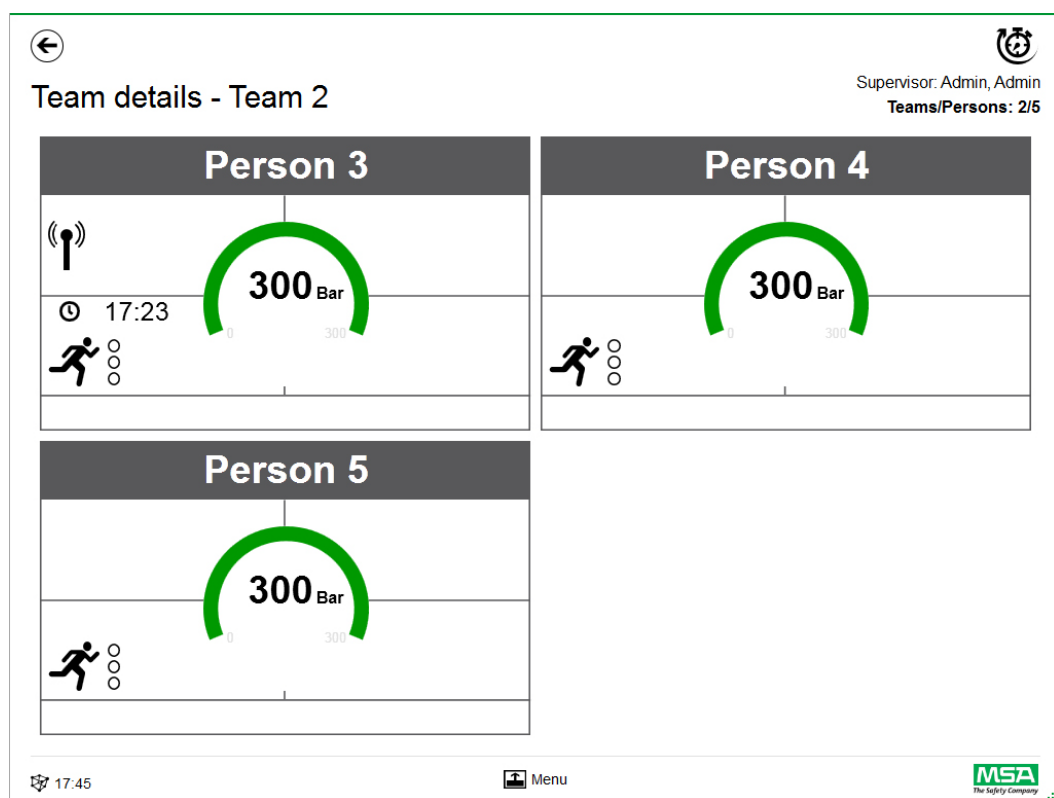 Supervisor: Admin, Admin
Team details - Team 2
Teams/Persons: 2/5
Person 3
300 Bar
17:23
0 300
Person 4
300 Bar
0 300
Person 5
300 Bar
0 300
17:45
Menu
MSA
The Safety Company